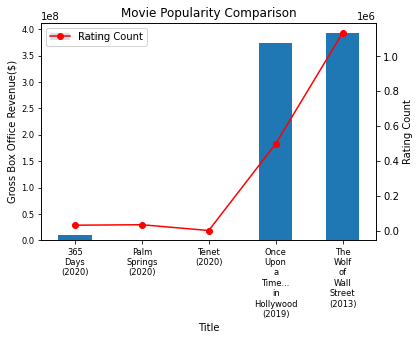 Movie Popularity Comparison
1e8
1e6
Rating Count
Gross Box Office Revenue($)
4.0
3.5
3.0
2.5
2.0
1.5
1.0
0.5
0.0
1.0
0.8
0.6
0.4
0.2
0.0
Rating Count
365
Days
(2020)
Palm
Springs
(2020)
Tenet
(2020)
Once
Upon
a
Time...
in
Hollywood
(2019)
The
Wolf
of
Wall
Street
(2013)
Title